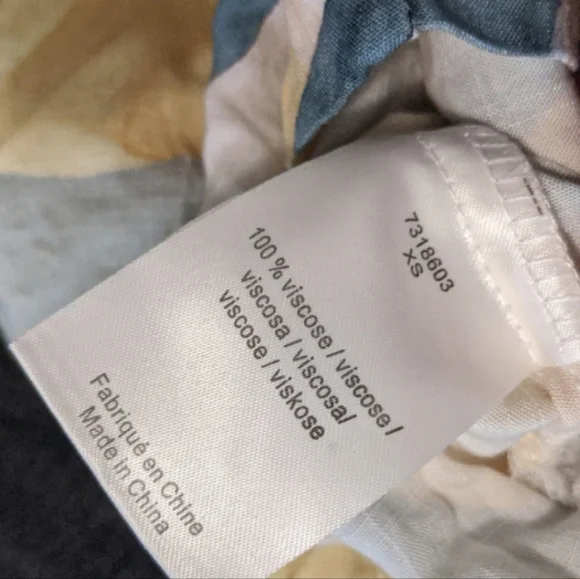 7318603
XS
100 % viscose / viscose /
viscosa / viscosa/
viscose / viskose
Fabriqué en Chine
Made in China